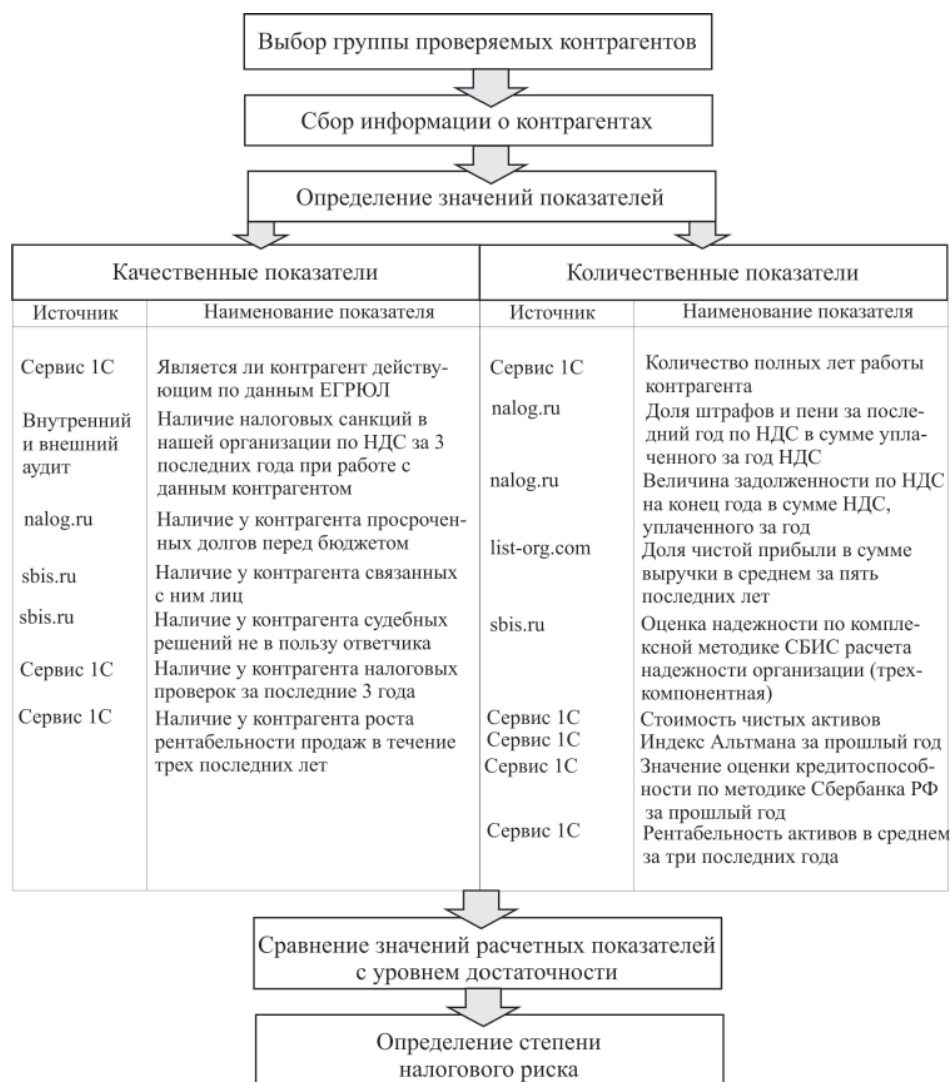 Выбор группы проверяемых контрагентов
Сбор информации о контрагентах
Определение значений показателей
Качественные показатели
Источник
Наименование показателя
Сервис 1С
Является ли контрагент действу-
ющим по данным ЕГРЮЛ
Внутренний
и внешний
аудит
Наличие налоговых санкций в
нашей организации по НДС за 3
последних года при работе с
данным контрагентом
nalog.ru
Наличие у контрагента просрочен-
ных долгов перед бюджетом
sbis.ru
Наличие у контрагента связанных
с ним лиц
sbis.ru
Наличие у контрагента судебных
решений не в пользу ответчика
Сервис 1С
Наличие у контрагента налоговых
проверок за последние 3 года
Сервис 1С
Наличие у контрагента роста
рентабельности продаж в течение
трех последних лет
Количественные показатели
Источник
Наименование показателя
Сервис 1С
Количество полных лет работы
контрагента
nalog.ru
Доля штрафов и пени за после-
дний год по НДС в сумме упла-
ченного за год НДС
nalog.ru
Величина задолженности по НДС
на конец года в сумме НДС,
уплаченного за год
list-org.com
Доля чистой прибыли в сумме
выручки в среднем за пять
последних лет
sbis.ru
Оценка надежности по компле-
ксной методике СБИС расчета
надежности организации (трех-
компонентная)
Сервис 1С
Стоимость чистых активов
Сервис 1С
Индекс Альтмана за прошлый год
Сервис 1С
Значение оценки кредитоспособ-
ности по методике Сбербанка РФ
за прошлый год
Сервис 1С
Рентабельность активов в среднем
за три последних года
Сравнение значений расчетных показателей
с уровнем достаточности
Определение степени
налогового риска